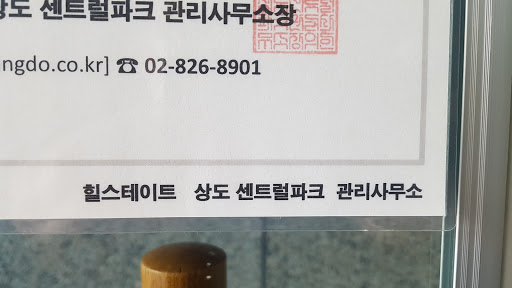 상도 센트럴파크 관리사무소장
ngdo.co.kr] ☎ 02-826-8901
힐스테이트 상도 센트럴파크 관리사무소